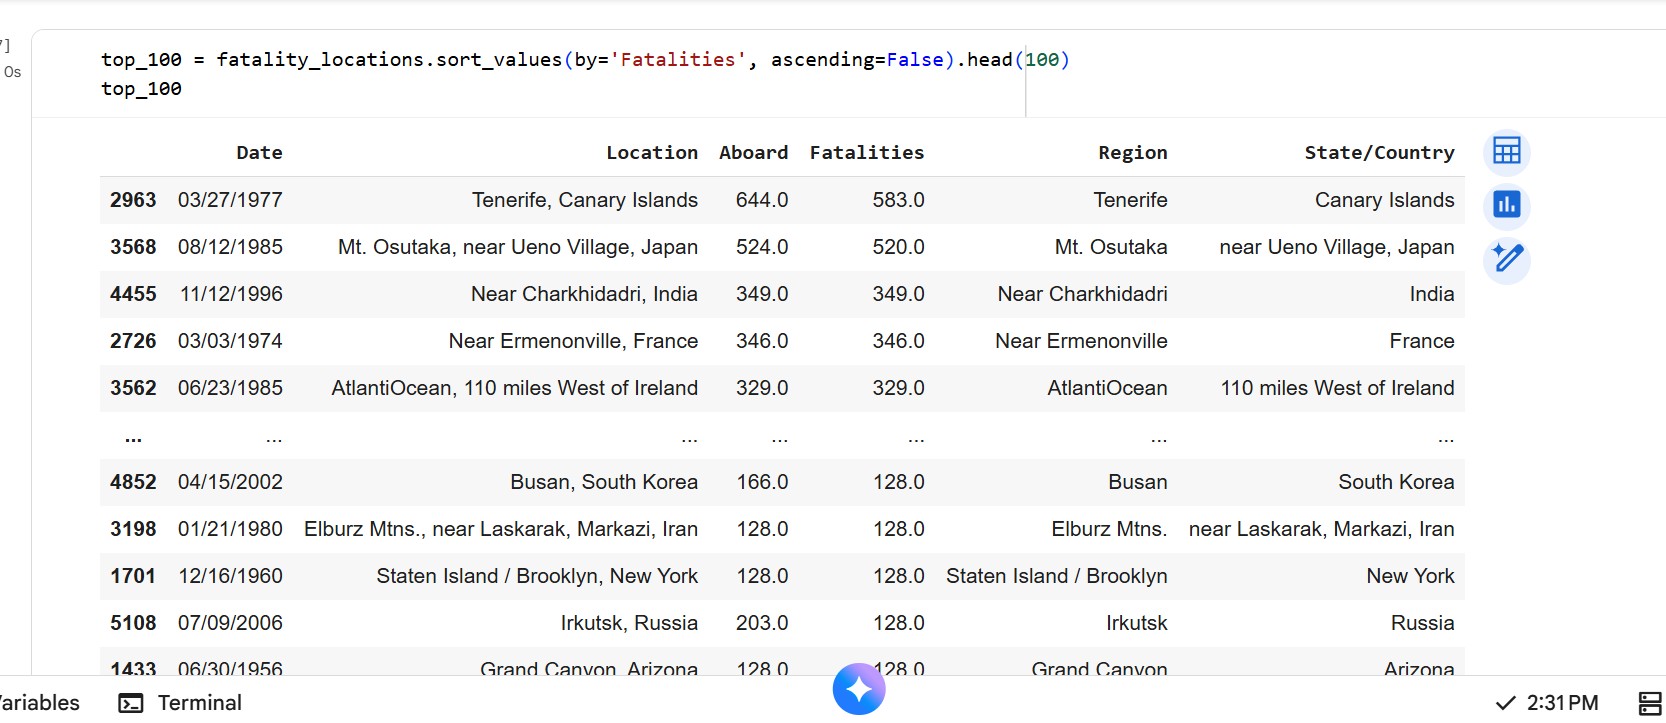 ]
0s
top_100 = fatality_locations.sort_values(by='Fatalities', ascending=False).head(100)
top_100
Date Location Aboard Fatalities Region State/Country
2963 03/27/1977 Tenerife, Canary Islands 644.0 583.0 Tenerife Canary Islands
3568 08/12/1985 Mt. Osutaka, near Ueno Village, Japan 524.0 520.0 Mt. Osutaka near Ueno Village, Japan
4455 11/12/1996 Near Charkhidadri, India 349.0 349.0 Near Charkhidadri India
2726 03/03/1974 Near Ermenonville, France 346.0 346.0 Near Ermenonville France
3562 06/23/1985 AtlantiOcean, 110 miles West of Ireland 329.0 329.0 AtlantiOcean 110 miles West of Ireland
... ... ... ... ... ... ...
4852 04/15/2002 Busan, South Korea 166.0 128.0 Busan South Korea
3198 01/21/1980 Elburz Mtns., near Laskarak, Markazi, Iran 128.0 128.0 Elburz Mtns. near Laskarak, Markazi, Iran
1701 12/16/1960 Staten Island / Brooklyn, New York 128.0 128.0 Staten Island / Brooklyn New York
5108 07/09/2006 Irkutsk, Russia 203.0 128.0 Irkutsk Russia
1433 06/30/1956 Grand Canyon, Arizona 128.0 128.0 Grand Canyon Arizona
ariables Terminal 2:31 PM